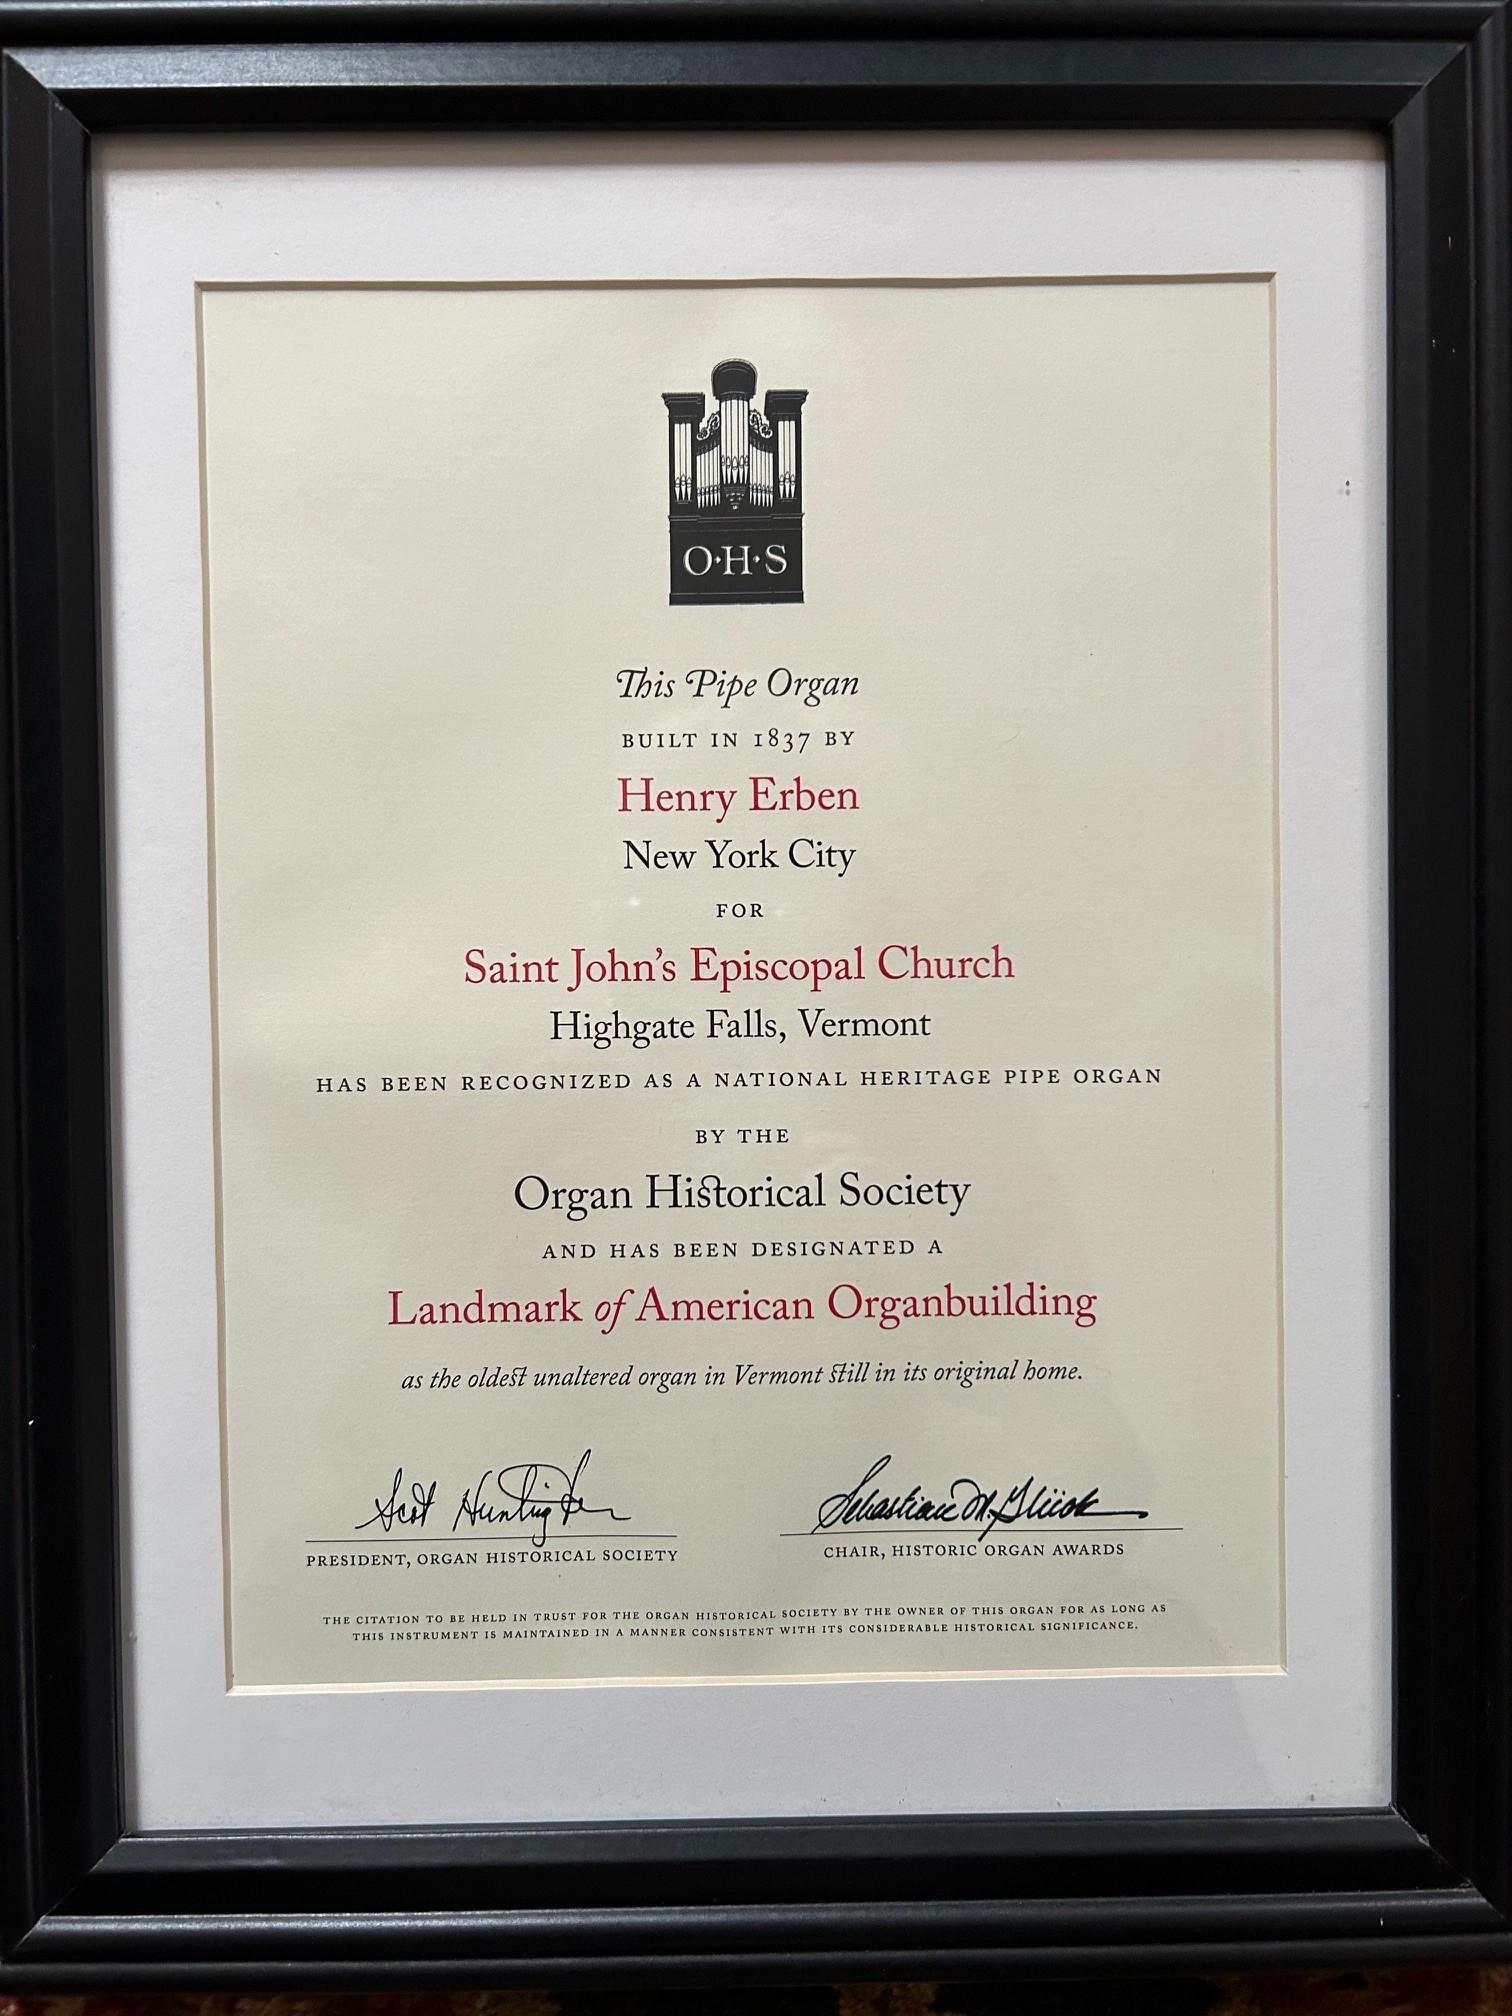 O·H·S
This Pipe Organ
BUILT IN 1837 BY
Henry Erben
New York City
FOR
Saint John's Episcopal Church
Highgate Falls, Vermont
HAS BEEN RECOGNIZED AS A NATIONAL HERITAGE PIPE ORGAN
BY THE
Organ Historical Society
AND HAS BEEN DESIGNATED A
Landmark of American Organbuilding
as the oldest unaltered organ in Vermont still in its original home.
Scot Huntington Sebastian M. Glück
PRESIDENT, ORGAN HISTORICAL SOCIETY CHAIR, HISTORIC ORGAN AWARDS
THE CITATION TO BE HELD IN TRUST FOR THE ORGAN HISTORICAL SOCIETY BY THE OWNER OF THIS ORGAN FOR AS LONG AS
THIS INSTRUMENT IS MAINTAINED IN A MANNER CONSISTENT WITH ITS CONSIDERABLE HISTORICAL SIGNIFICANCE.